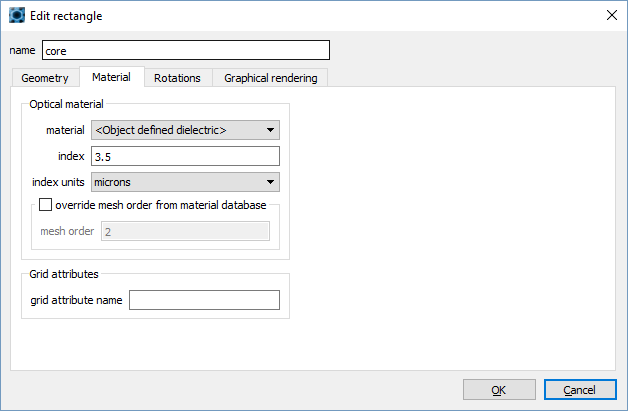 Edit rectangle
name core
Geometry Material Rotations Graphical rendering
Optical material
material <Object defined dielectric>
index 3.5
index units microns
override mesh order from material database
mesh order 2
Grid attributes
grid attribute name
OK Cancel